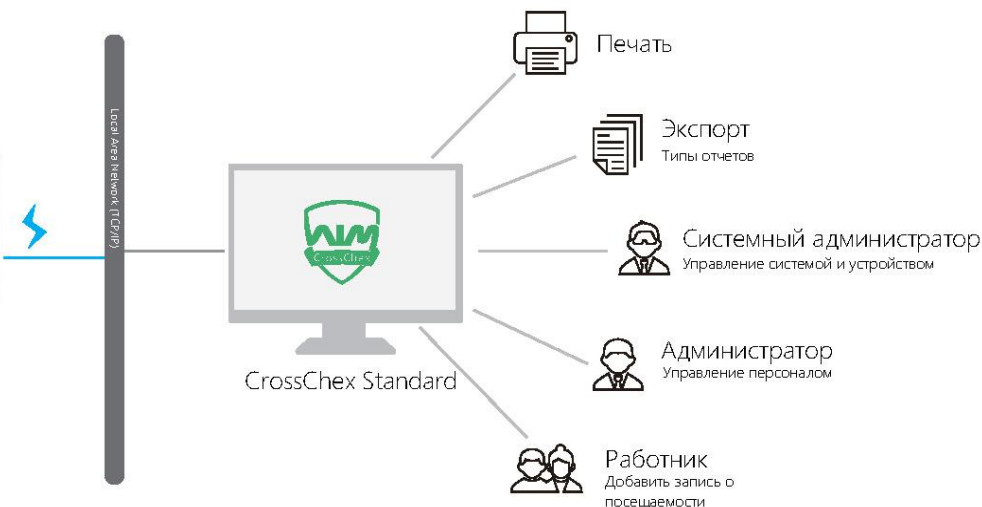 Печать
Экспорт
Типы отчетов
Local Area Network (TCP/IP)
CrossChex
Системный администратор
Управление системой и устройством
CrossChex Standard
Администратор
Управление персоналом
Работник
Добавить запись о
посещаемости